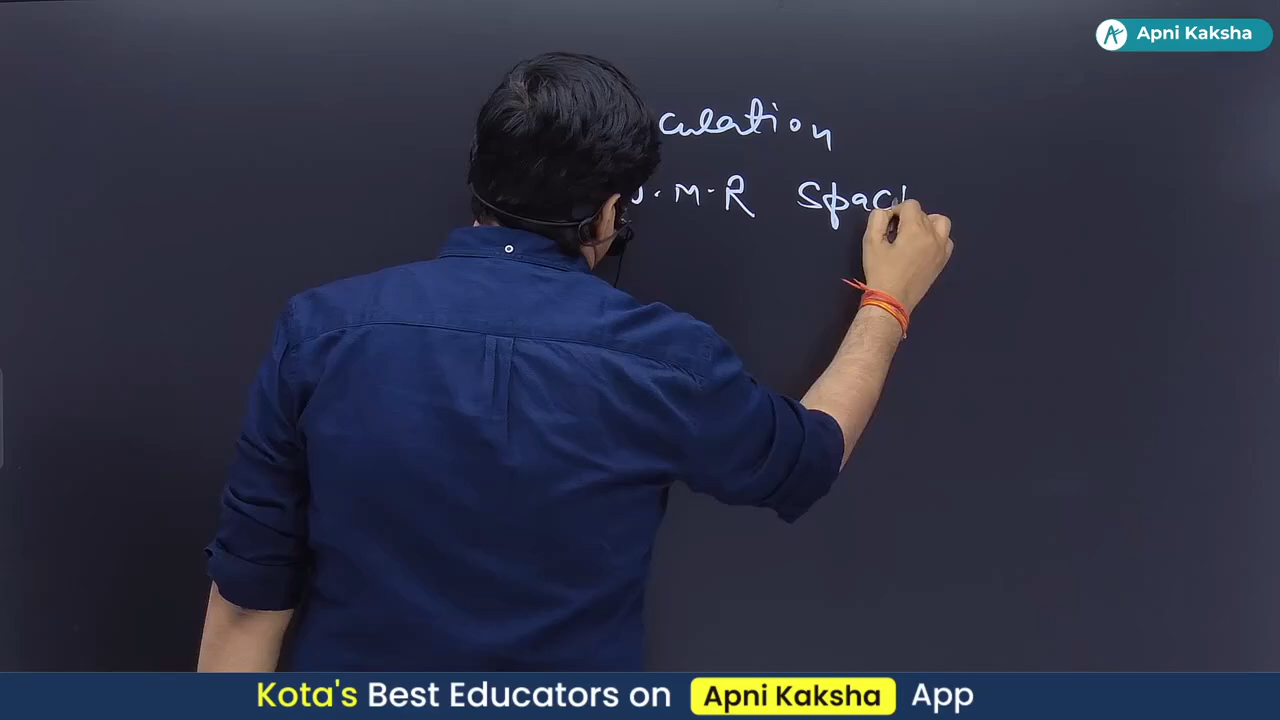 Apni Kaksha
culation
.M.R Spac
Kota's Best Educators on Apni Kaksha App